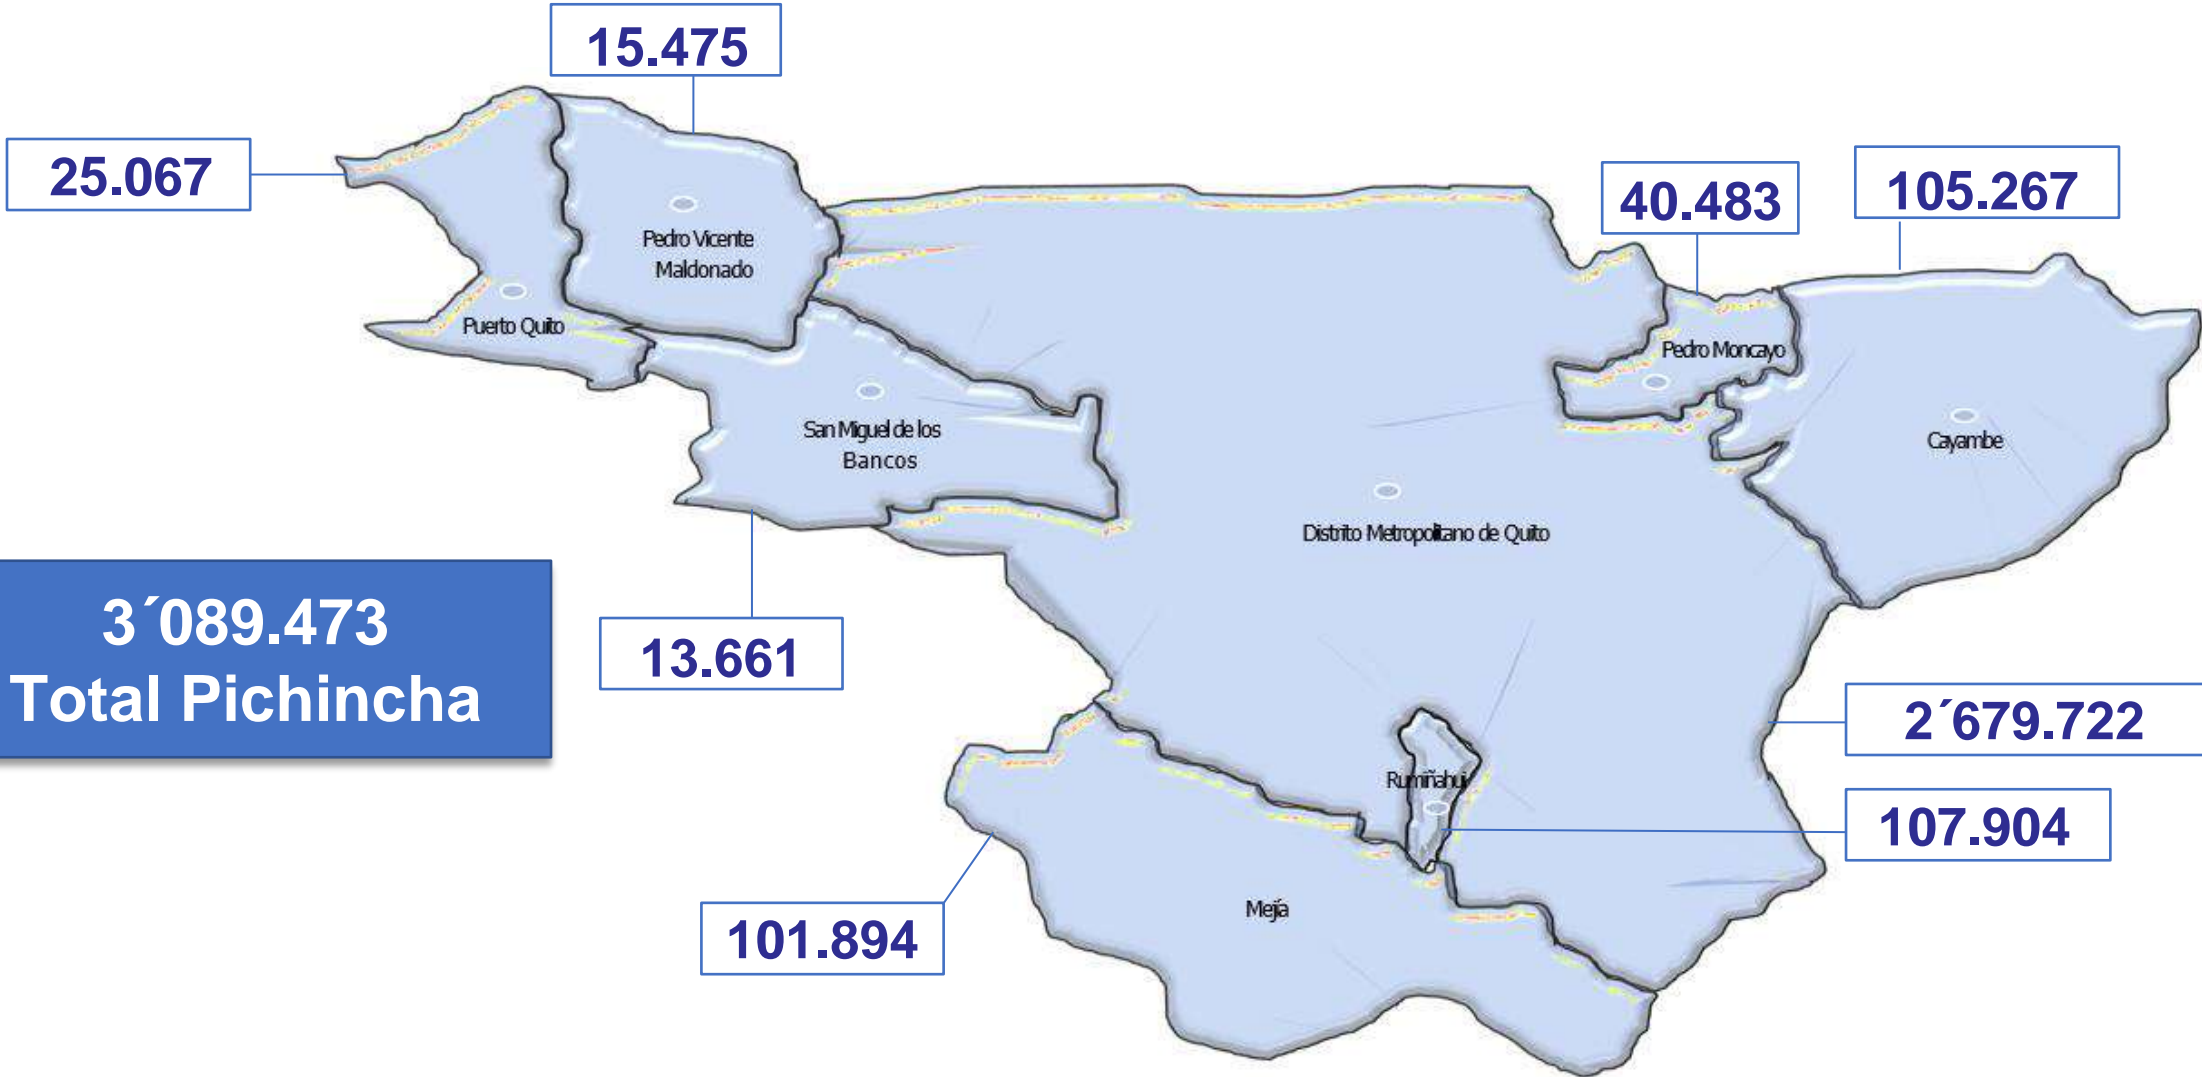 15.475
25.067
40.483
105.267
Pedro Vicente
Maldonado
Puerto Quito
Pedro Moncayo
San Miguel de los
Bancos
Cayambe
Distrito Metropolitano de Quito
3´089.473
Total Pichincha
13.661
2´679.722
Rumiñahui
107.904
Mejía
101.894